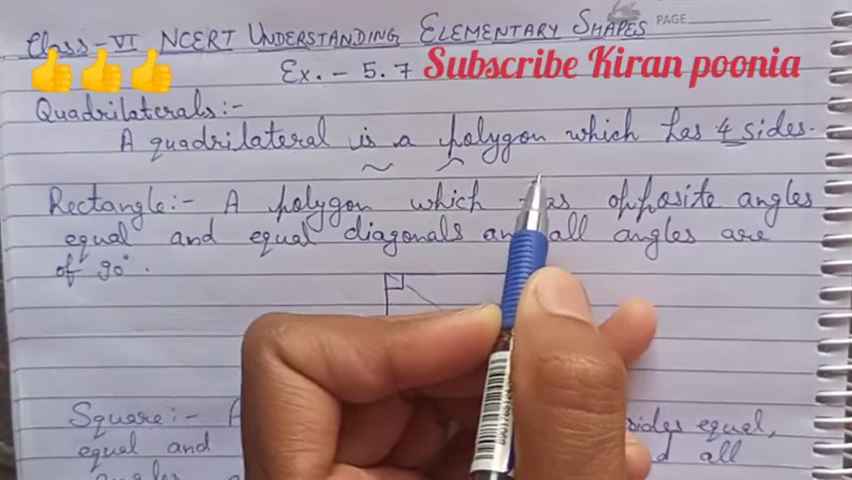 Class-VI NCERT UNDERSTANDING ELEMENTARY SHAPES
PAGE
Ex. - 5.7 Subscribe Kiran poonia
Quadrilaterals:-
A quadrilateral is a polygon which has 4 sides.
Rectangle:- A polygon which has opposite angles
equal and equal diagonals and all angles are
of 90°.
Square:- A sides equal,
equal and all
angles